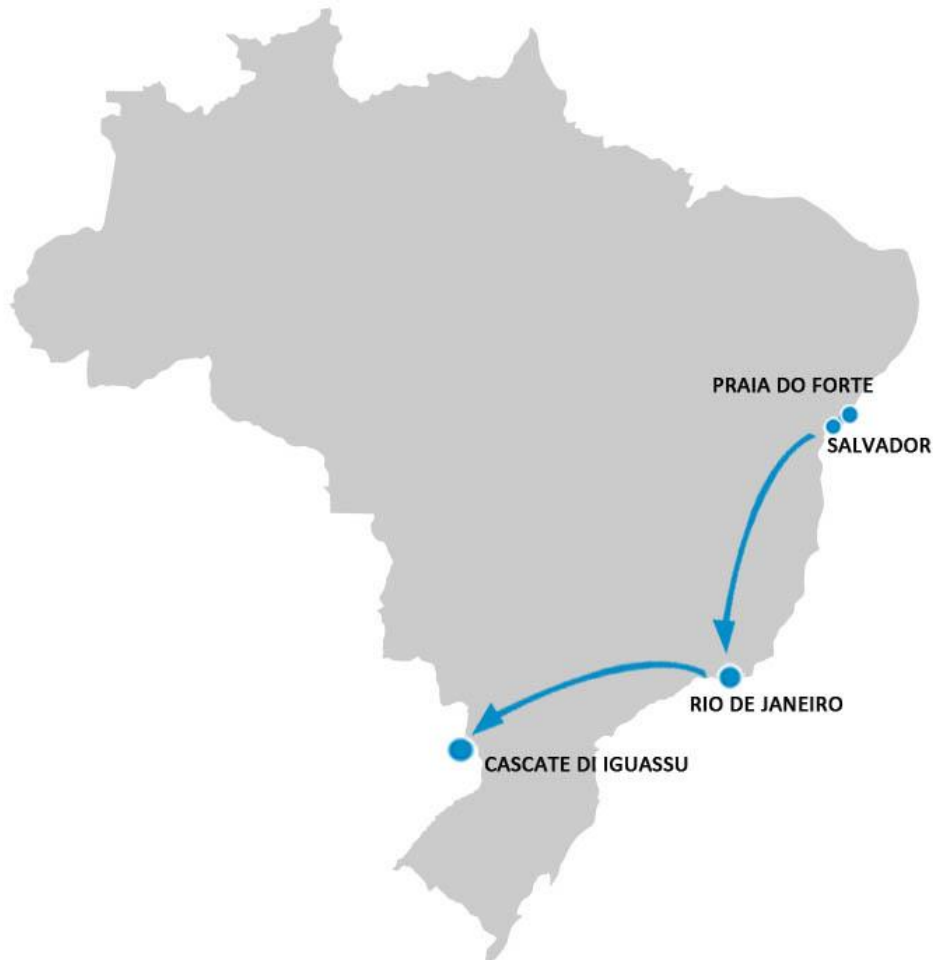 PRAIA DO FORTE
SALVADOR
RIO DE JANEIRO
CASCATE DI IGUASSU